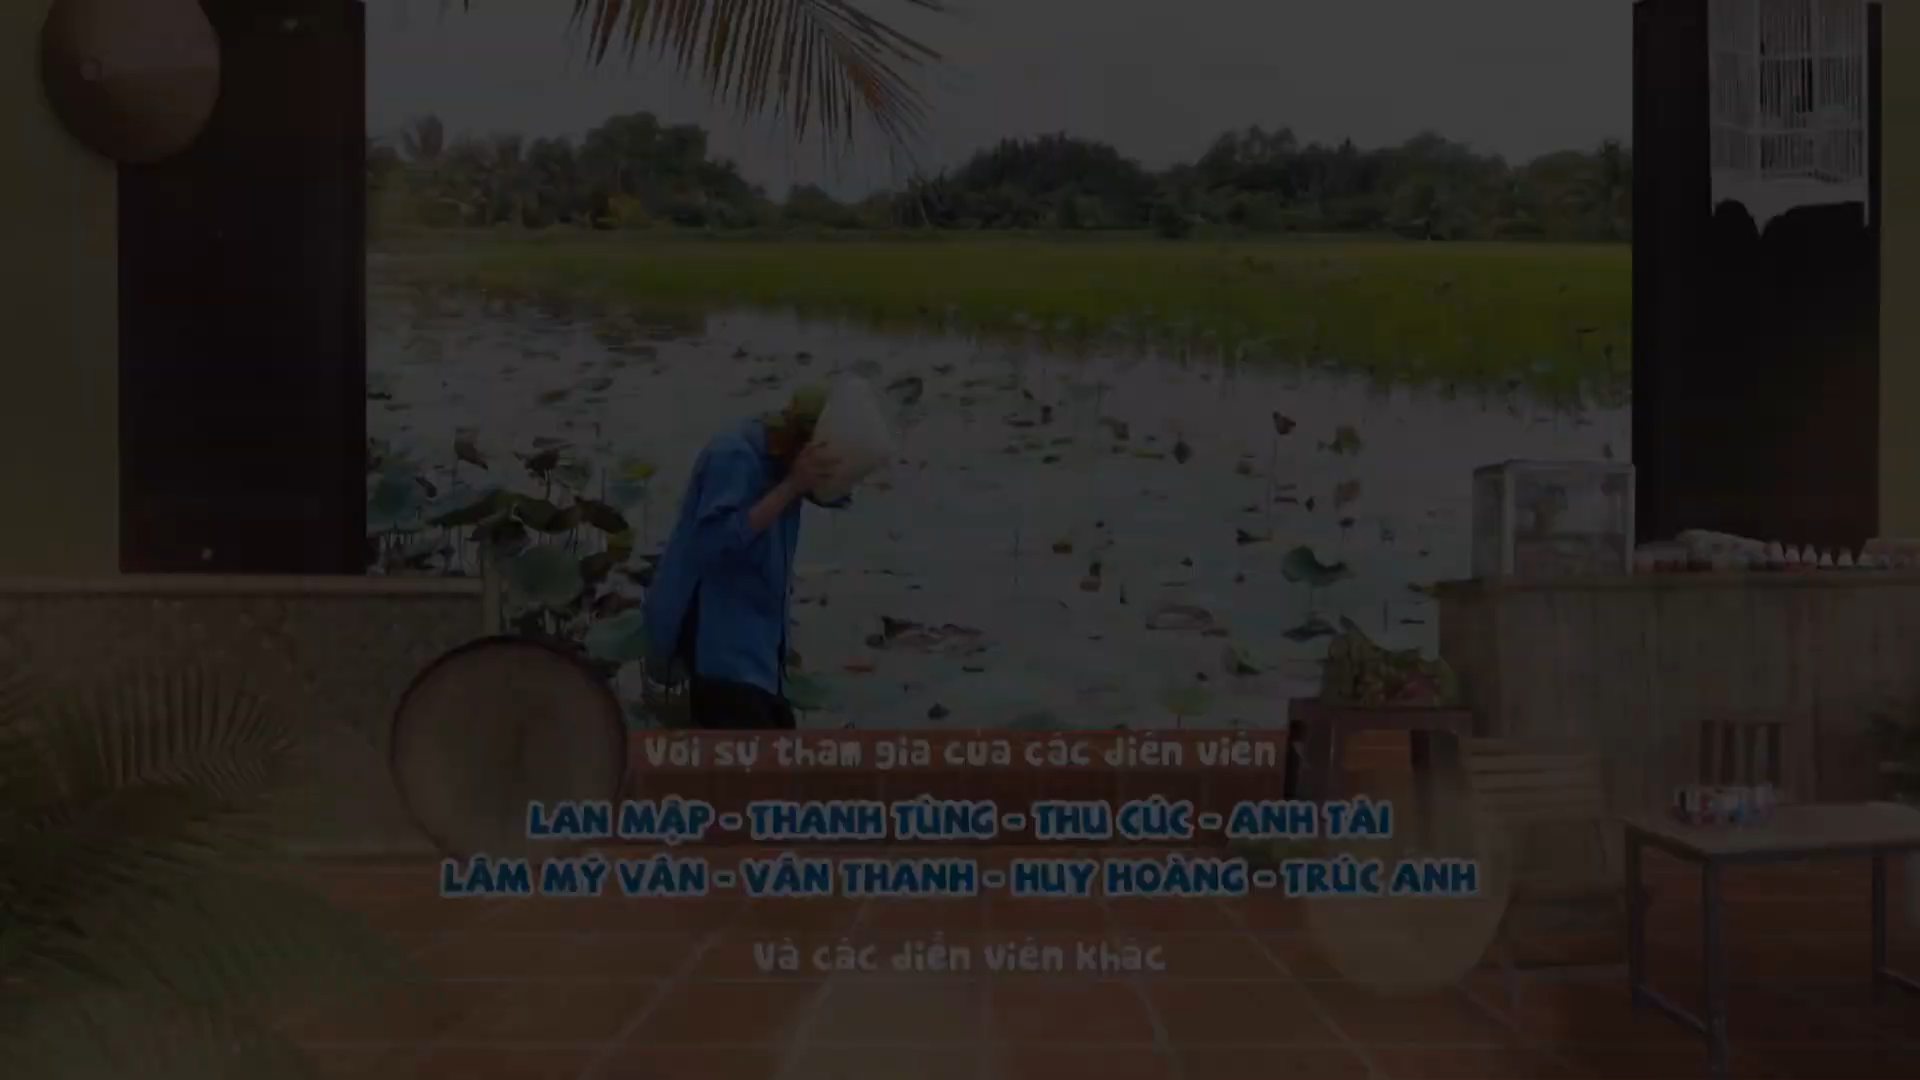 Với sự tham gia của các diễn viên
LAN MẬP - THANH TÙNG - THU CÚC - ANH TÀI
LÂM MỸ VÂN - VÂN THANH - HUY HOÀNG - TRÚC ANH
Và các diễn viên khác